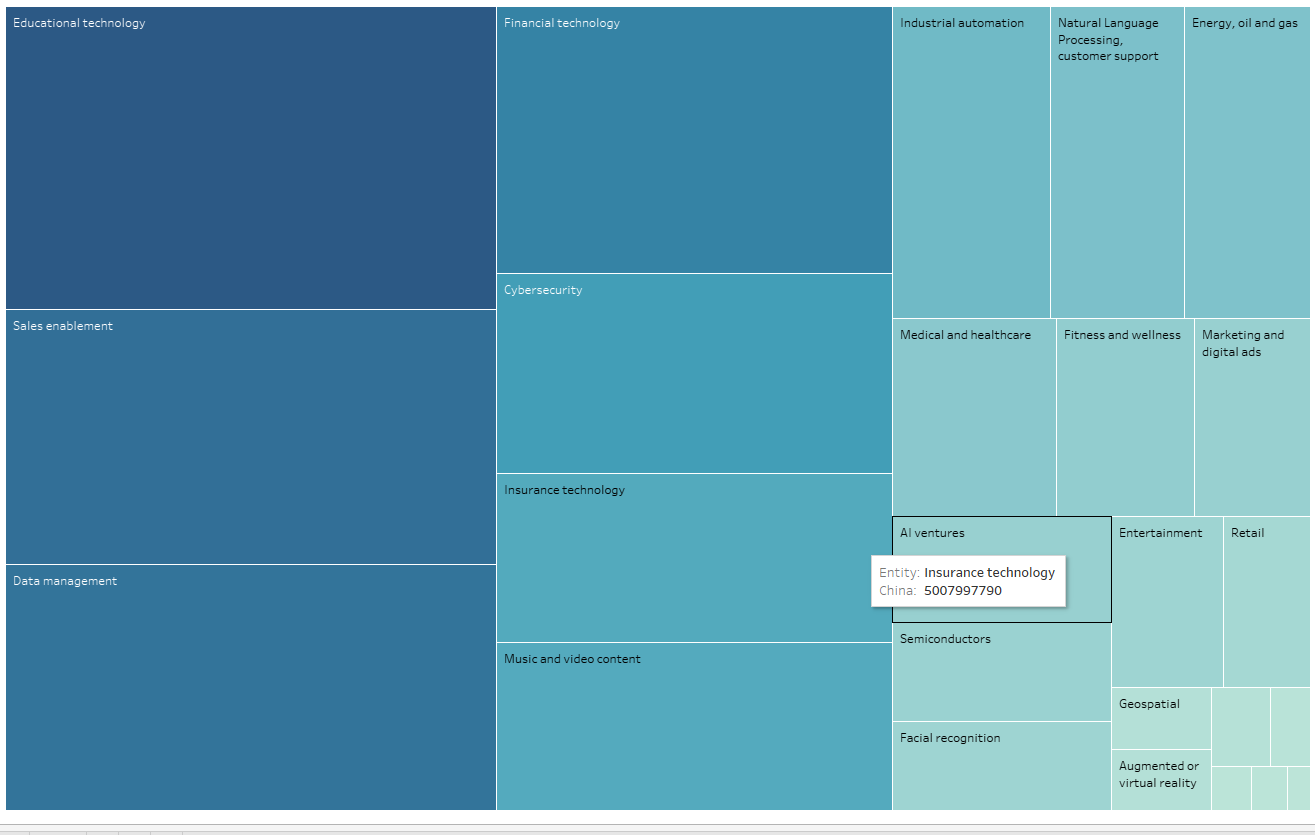 Educational technology
Financial technology
Industrial automation
Natural Language
Processing,
customer support
Energy, oil and gas
Cybersecurity
Sales enablement
Medical and healthcare
Fitness and wellness
Marketing and
digital ads
Insurance technology
AI ventures
Entertainment
Retail
Entity: Insurance technology
China: 5007997790
Data management
Semiconductors
Music and video content
Geospatial
Facial recognition
Augmented or
virtual reality